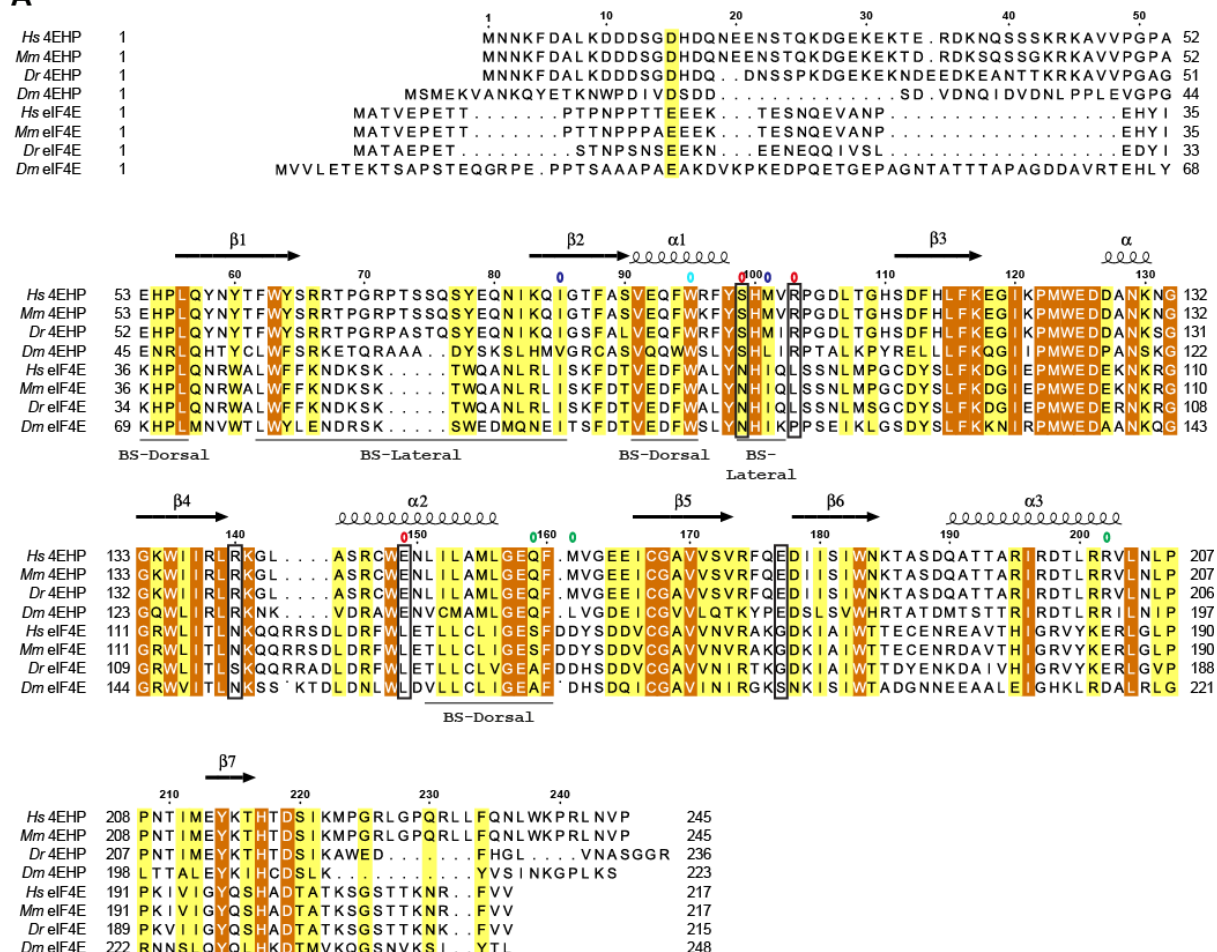 A
1 10 20 30 40 50
Hs 4EHP 1 MNNKFDALKDDDSGDHDQNEENSTQKDGEKEKTE.RDKNQSSSKRKAVVPGPA 52
Mm 4EHP 1 MNNKFDALKDDDSGDHDQNEENSTQKDGEKEKTD.RDKSQSSGKRKAVVPGPA 52
Dr 4EHP 1 MNNKFDALKDDDSGDHDQ..DNSSPKDGEKEKNDEEDKEANTTKRKAVVPGAG 51
Dm 4EHP 1 MSMEKVANKQYETKNWPDIVDSDD..............SD.VDNQIDVDNLPPLEVGPG 44
Hs eIF4E 1 MATVEPETT.......PTPNPPTTEEEK...TESNQEVANP..................EHYI 35
Mm eIF4E 1 MATVEPETT.......PTTNPPPAEEEK...TESNQEVANP..................EHYI 35
Dr eIF4E 1 MATAEPET........STNPSNSEEKN...EENEQQIVSL..................EDYI 33
Dm eIF4E 1 MVVLETEKTSAPSTEQGRPE.PPTSAAAPAEAKDVKPKEDPQETGEPAGNTATTTAPAGDDAVRTEHLY 68
β1 β2 α1 β3 α
60 70 80 90 100 110 120 130
Hs 4EHP 53 EHPLQYNYTFWYSRRTPGRPTSSQSYEQNIKQIGTFASVEQFWRFYSHMVRPGDLTGHSDFHLFKEGIKPMWEDDANKNG 132
Mm 4EHP 53 EHPLQYNYTFWYSRRTPGRPTSSQSYEQNIKQIGTFASVEQFWKFYSHMVRPGDLTGHSDFHLFKEGIKPMWEDDANKNG 132
Dr 4EHP 52 EHPLQYNYTFWYSRRTPGRPASTQSYEQNIKQIGSFALVEQFWRFYSHMIRPGDLTGHSDFHLFKEGIKPMWEDDANKSG 131
Dm 4EHP 45 ENRLQHTYCLWFSRKETQRAAA..DYSKSLHMVGRCASVQQWWSLYSHLIRPTALKPYRELLLFKQGIIPMWEDPANSKG 122
Hs eIF4E 36 KHPLQNRWALWFFKNDKSK.....TWQANLRLISKFDTVEDFWALYNHIQLSSNLMPGCDYSLFKDGIEPMWEDEKNKRG 110
Mm eIF4E 36 KHPLQNRWALWFFKNDKSK.....TWQANLRLISKFDTVEDFWALYNHIQLSSNLMPGCDYSLFKDGIEPMWEDEKNKRG 110
Dr eIF4E 34 KHPLQNRWALWFFKNDKSK.....TWQANLRLISKFDTVEDFWALYNHIQLSSNLMSGCDYSLFKDGIEPMWEDERNKRG 108
Dm eIF4E 69 KHPLMNVWTLWYLENDRSK.....SWEDMQNEITSFDTVEDFWSLYNHIKPPSEIKLGSDYSLFKKNIRPMWEDAANKQG 143
BS-Dorsal BS-Lateral BS-Dorsal BS-
Lateral
β4 α2 β5 β6 α3
140 150 160 170 180 190 200
Hs 4EHP 133 GKWIIRLRKGL....ASRCWENLILAMLGEQF.MVGEEICGAVVSVRFQEDIISIWNKTASDQATTARIRDTLRRVLNLP 207
Mm 4EHP 133 GKWIIRLRKGL....ASRCWENLILAMLGEQF.MVGEEICGAVVSVRFQEDIISIWNKTASDQATTARIRDTLRRVLNLP 207
Dr 4EHP 132 GKWIIRLRKGL....ASRCWENLILAMLGEQF.MVGEEICGAVVSVRFQEDIISIWNKTASDQATTARIRDTLRRVLNLP 206
Dm 4EHP 123 GQWLIRLRKNK....VDRAWENVCMAMLGEQF.LVGDEICGVVLQTKYPEDSLSVWHRTATDMTSTTRIRDTLRRILNIP 197
Hs eIF4E 111 GRWLITLNKQQRRSDLDRFWLETLLCLIGESFDDYSDDVCGAVVNVRAKGDKIAIWTTECENREAVTHIGRVYKERLGLP 190
Mm eIF4E 111 GRWLITLNKQQRRSDLDRFWLETLLCLIGESFDDYSDDVCGAVVNVRAKGDKIAIWTTECENRDAVTHIGRVYKERLGLP 190
Dr eIF4E 109 GRWLITLSKQQRRADLDRFWLETLLCLVGEAFDDHSDDVCGAVVNIRTKGDKIAIWTTDYENKDAIVHIGRVYKERLGVP 188
Dm eIF4E 144 GRWVITLNKSS.KTDLDNLWLDVLLCLIGEAF.DHSDQICGAVINIRGKSNKISIWTADGNNEEAALEIGHKLRDALRLG 221
BS-Dorsal
β7
210 220 230 240
Hs 4EHP 208 PNTIMEYKTHTDSIKMPGRLGPQRLLFQNLWKPRLNVP 245
Mm 4EHP 208 PNTIMEYKTHTDSIKMPGRLGPQRLLFQNLWKPRLNVP 245
Dr 4EHP 207 PNTIMEYKTHTDSIKAWED.......FHGL....VNASGGR 236
Dm 4EHP 198 LTTALEYKIHCDSLK...........YVSINKGPLKS 223
Hs eIF4E 191 PKIVIGYQSHADTATKSGSTTKNR..FVV 217
Mm eIF4E 191 PKIVIGYQSHADTATKSGSTTKNR..FVV 217
Dr eIF4E 189 PKVIIGYQSHADTATKSGSTTKNK..FVV 215
Dm eIF4E 222 RNNSLQYQLHKDTMVKQGSNVKSI..YTL 248